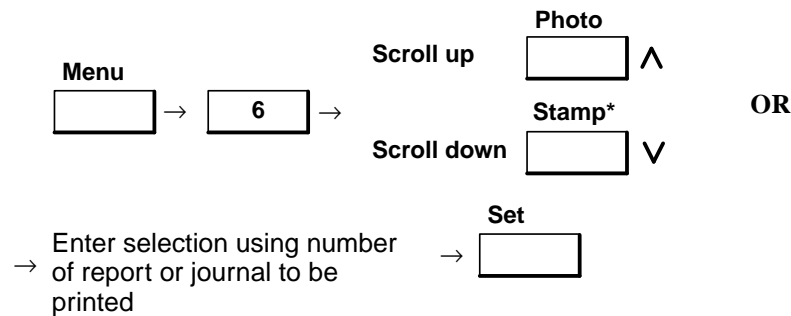 Photo
Scroll up ∧
Menu
→ 6 →
OR
Stamp*
Scroll down ∨
Set
→ Enter selection using number
of report or journal to be
printed
→